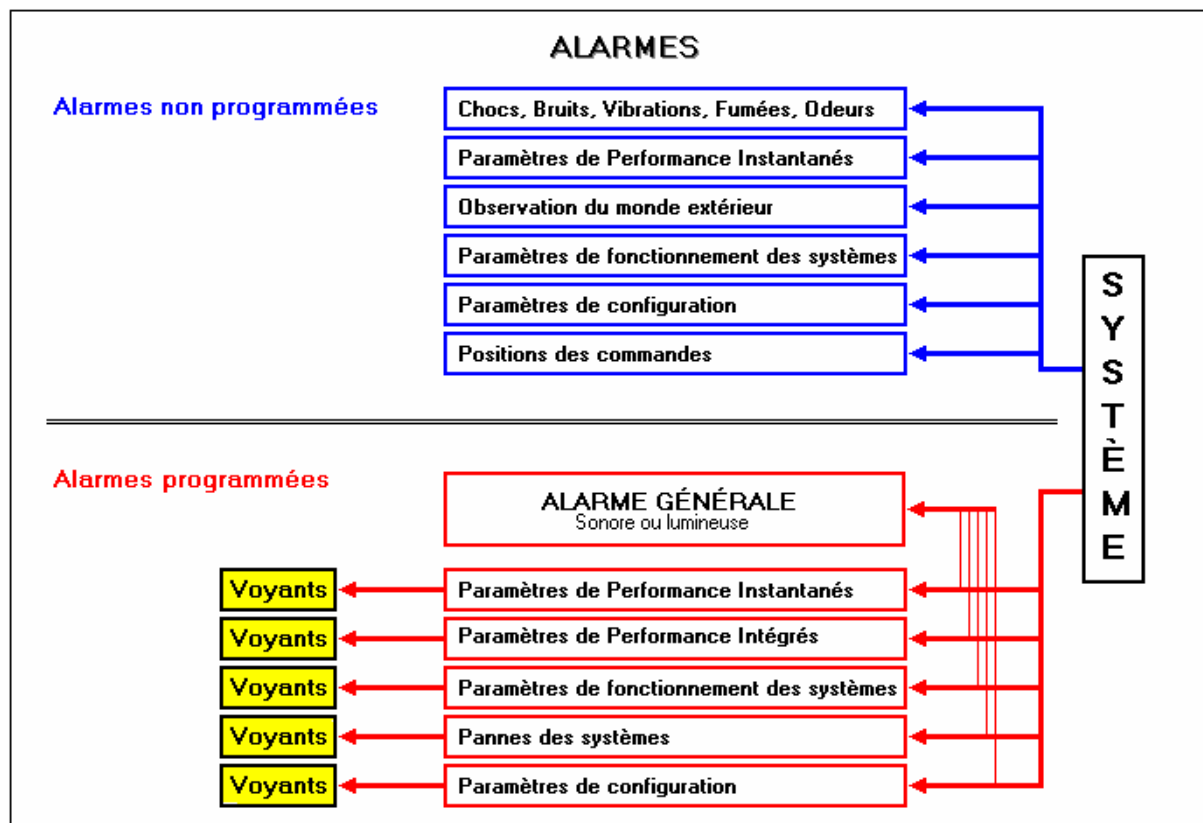 ALARMES
Alarmes non programmées
Chocs, Bruits, Vibrations, Fumées, Odeurs
Paramètres de Performance Instantanés
Observation du monde extérieur
Paramètres de fonctionnement des systèmes
Paramètres de configuration
Positions des commandes
SYSTÈME
Alarmes programmées
ALARME GÉNÉRALE
Sonore ou lumineuse
Voyants
Paramètres de Performance Instantanés
Voyants
Paramètres de Performance Intégrés
Voyants
Paramètres de fonctionnement des systèmes
Voyants
Pannes des systèmes
Voyants
Paramètres de configuration